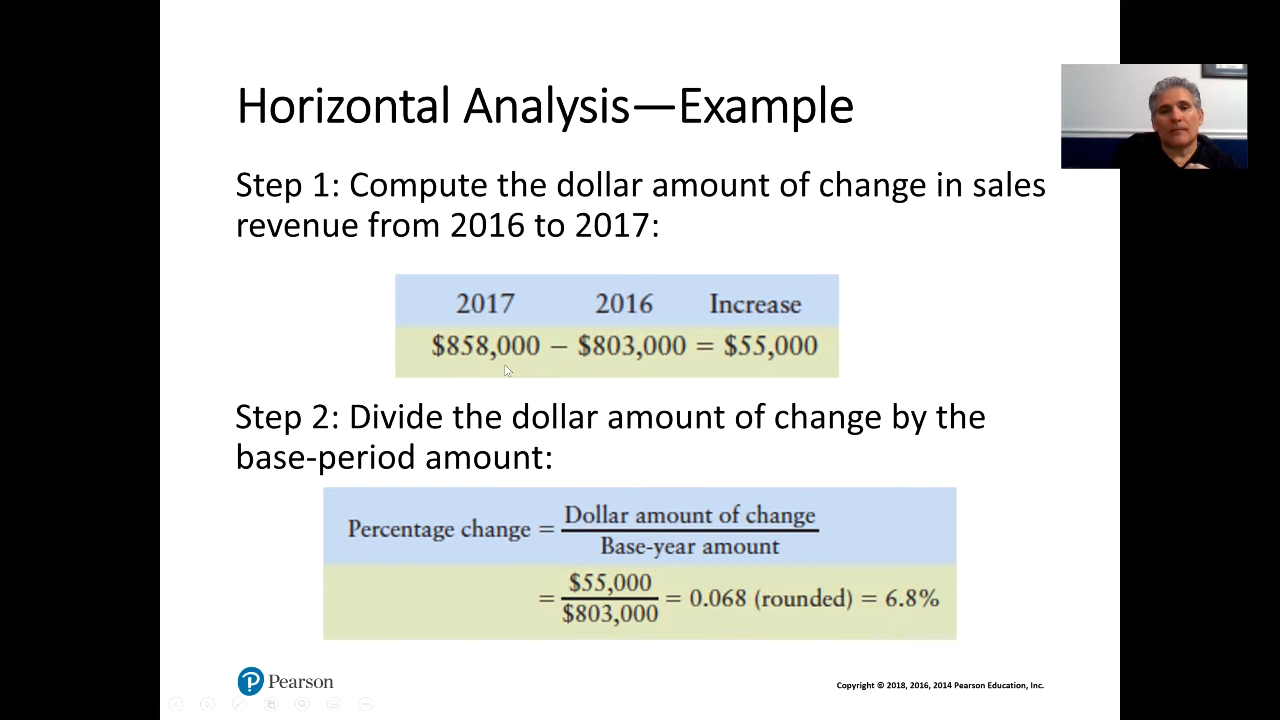 Horizontal Analysis—Example
Step 1: Compute the dollar amount of change in sales
revenue from 2016 to 2017:
2017 2016 Increase
$858,000 – $803,000 = $55,000
Step 2: Divide the dollar amount of change by the
base-period amount:
Percentage change = Dollar amount of change
Base-year amount
= $55,000
$803,000 = 0.068 (rounded) = 6.8%
P Pearson
Copyright © 2018, 2016, 2014 Pearson Education, Inc.